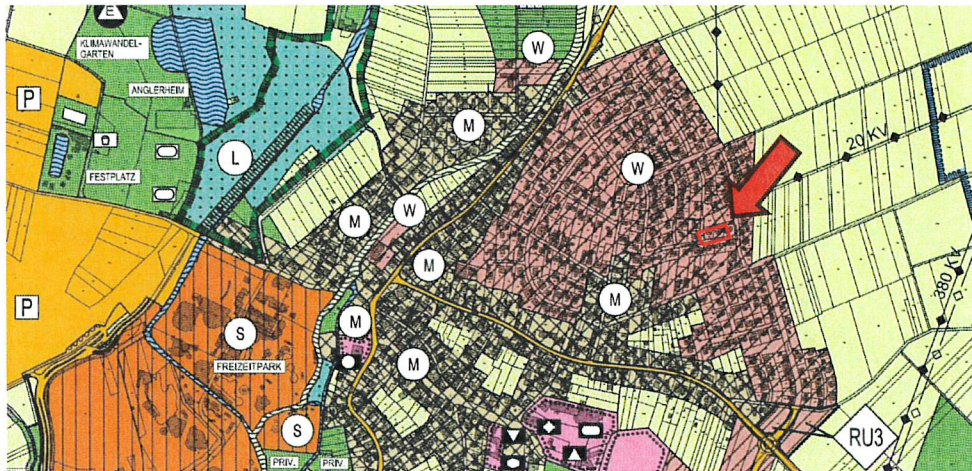 E
KLIMAWANDEL-
GARTEN
P
ANGLERHEIM
FESTPLATZ
L
W
M
W
20 KV
M
W
M
M
380 KV
P
S
FREIZEITPARK
M
M
S
PRIV.
PRIV.
RU3